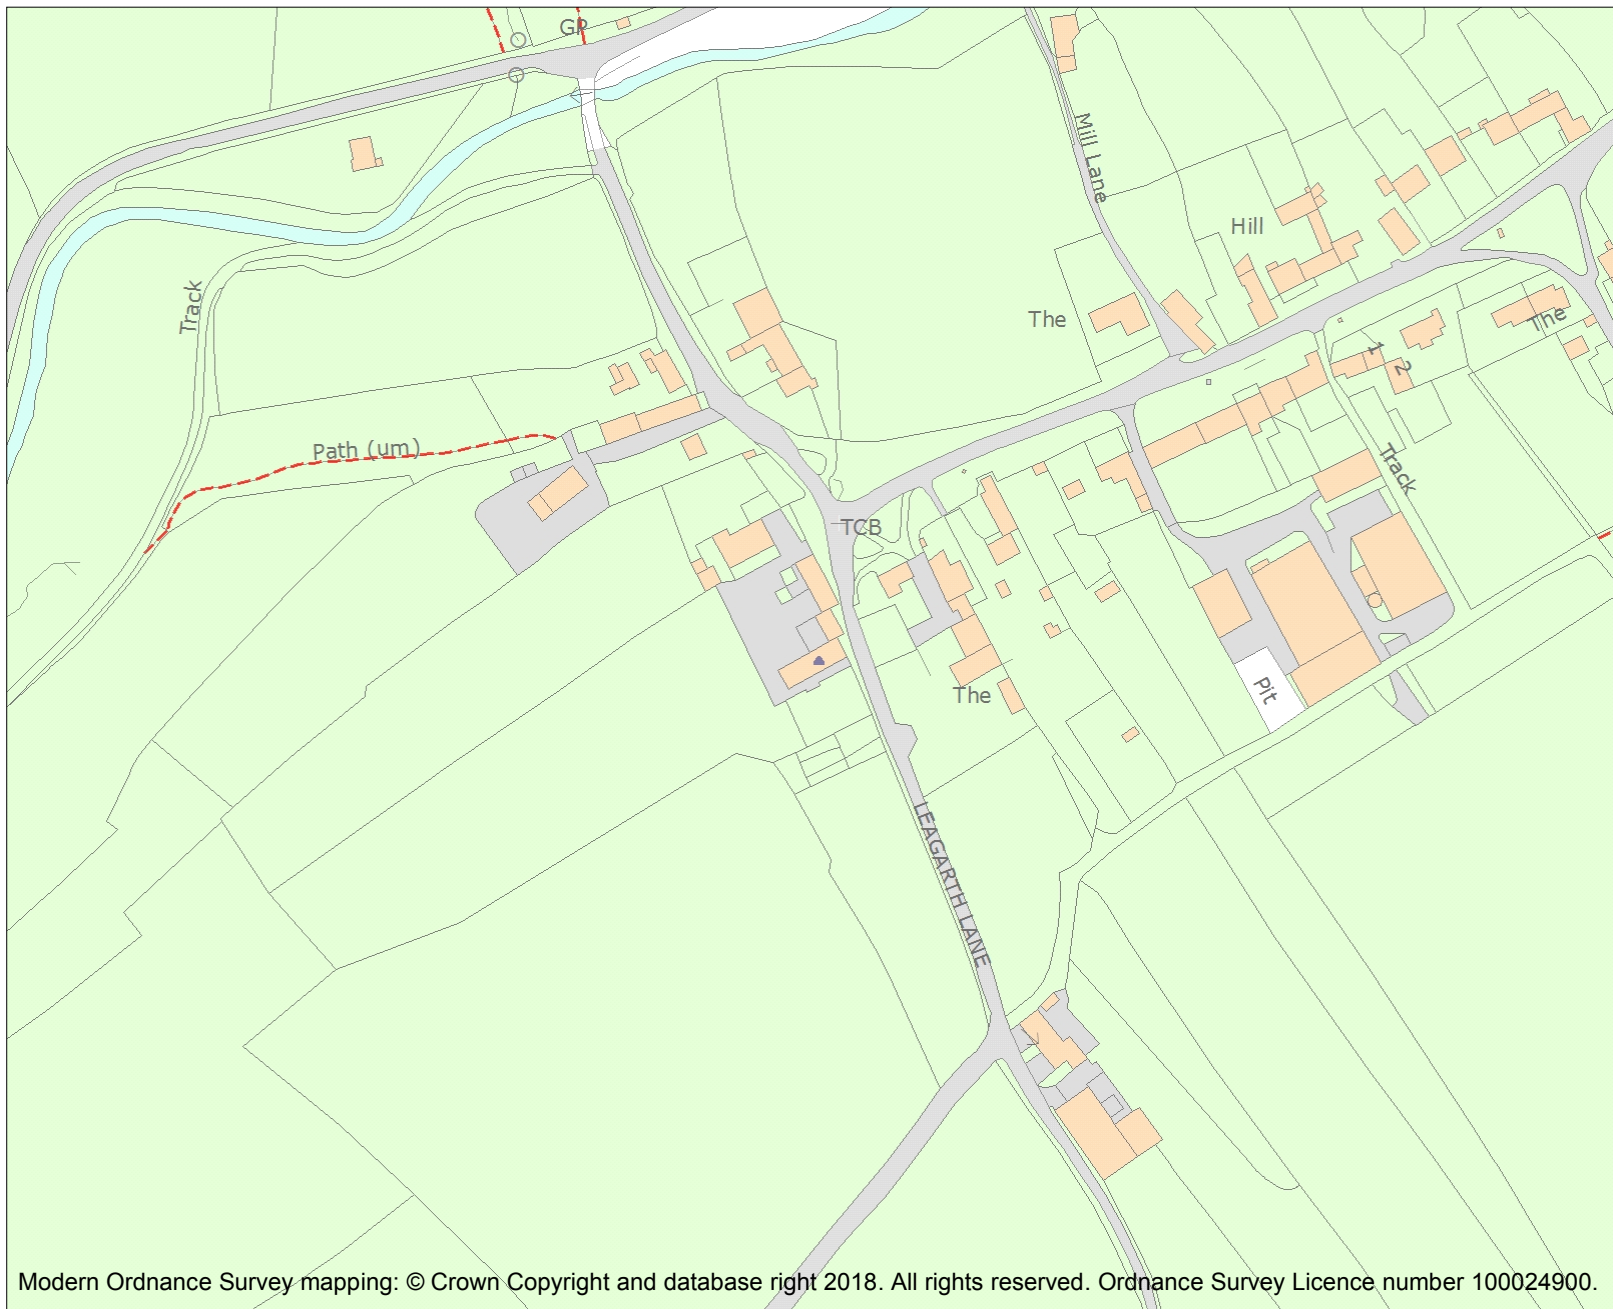 GP
Mill Lane
Hill
Track
The
The
1
2
Path (um)
Track
TCB
The
Pit
LEAGARTH LANE
Modern Ordnance Survey mapping: © Crown Copyright and database right 2018. All rights reserved. Ordnance Survey Licence number 100024900.